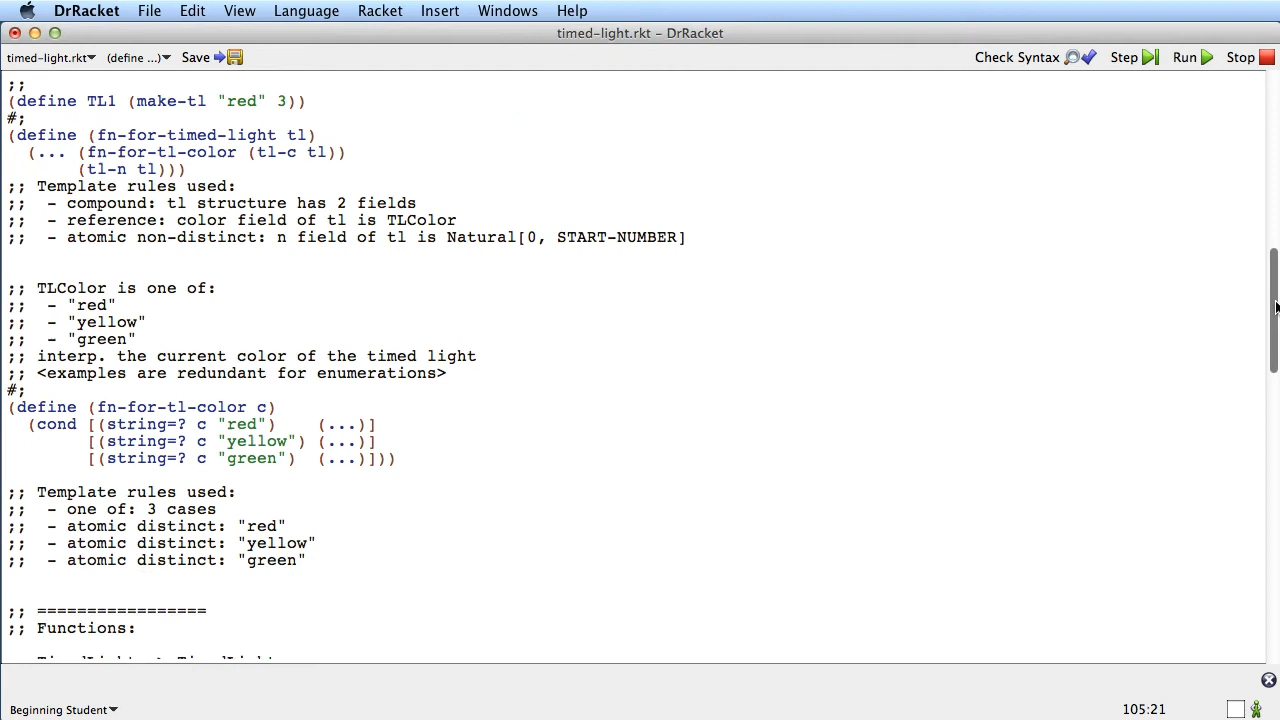 DrRacket File Edit View Language Racket Insert Windows Help
timed-light.rkt - DrRacket
timed-light.rkt (define ...) Save Check Syntax Step Run Stop
;;
(define TL1 (make-tl "red" 3))
#;
(define (fn-for-timed-light tl)
  (... (fn-for-tl-color (tl-c tl))
       (tl-n tl)))
;; Template rules used:
;;  - compound: tl structure has 2 fields
;;  - reference: color field of tl is TLColor
;;  - atomic non-distinct: n field of tl is Natural[0, START-NUMBER]
;; TLColor is one of:
;;  - "red"
;;  - "yellow"
;;  - "green"
;; interp. the current color of the timed light
;; <examples are redundant for enumerations>
#;
(define (fn-for-tl-color c)
  (cond [(string=? c "red")    (...)]
        [(string=? c "yellow") (...)]
        [(string=? c "green")  (...)]))
;; Template rules used:
;;  - one of: 3 cases
;;  - atomic distinct: "red"
;;  - atomic distinct: "yellow"
;;  - atomic distinct: "green"
;; =================
;; Functions:
Beginning Student 105:21